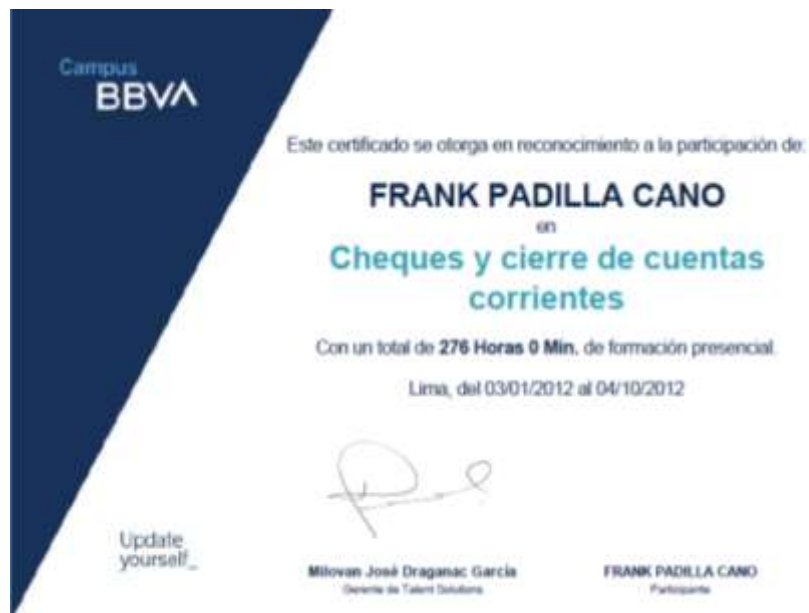 Campus
BBVA
Este certificado se otorga en reconocimiento a la participación de:
FRANK PADILLA CANO
en
Cheques y cierre de cuentas
corrientes
Con un total de 276 Horas 0 Min. de formación presencial.
Lima, del 03/01/2012 al 04/10/2012
Update
yourself_
Milovan José Draganac García
Gerente de Talent Solutions
FRANK PADILLA CANO
Participante